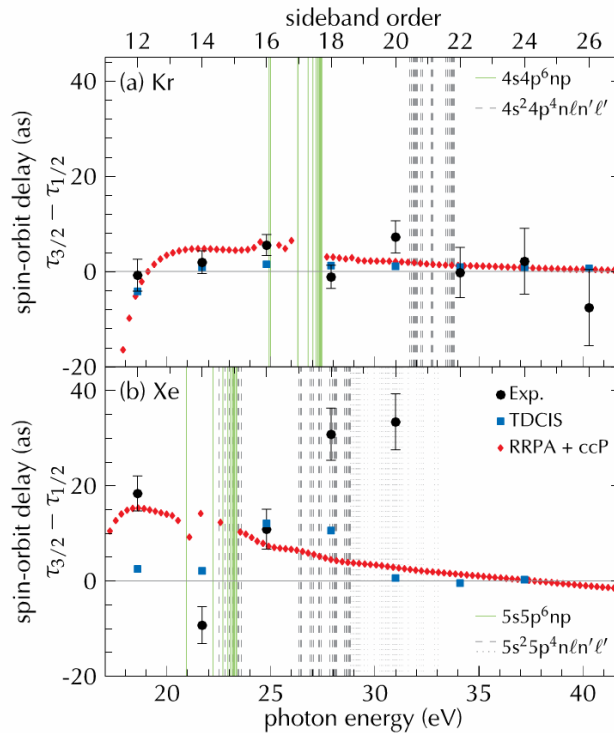 sideband order
12 14 16 18 20 22 24 26
(a) Kr
4s4p⁶np
4s²4p⁴nℓn′ℓ′
spin-orbit delay (as)
τ3/2 − τ1/2
40
20
0
-20
(b) Xe
Exp.
TDCIS
RRPA + ccP
spin-orbit delay (as)
τ3/2 − τ1/2
40
20
0
-20
5s5p⁶np
5s²5p⁴nℓn′ℓ′
20 25 30 35 40
photon energy (eV)